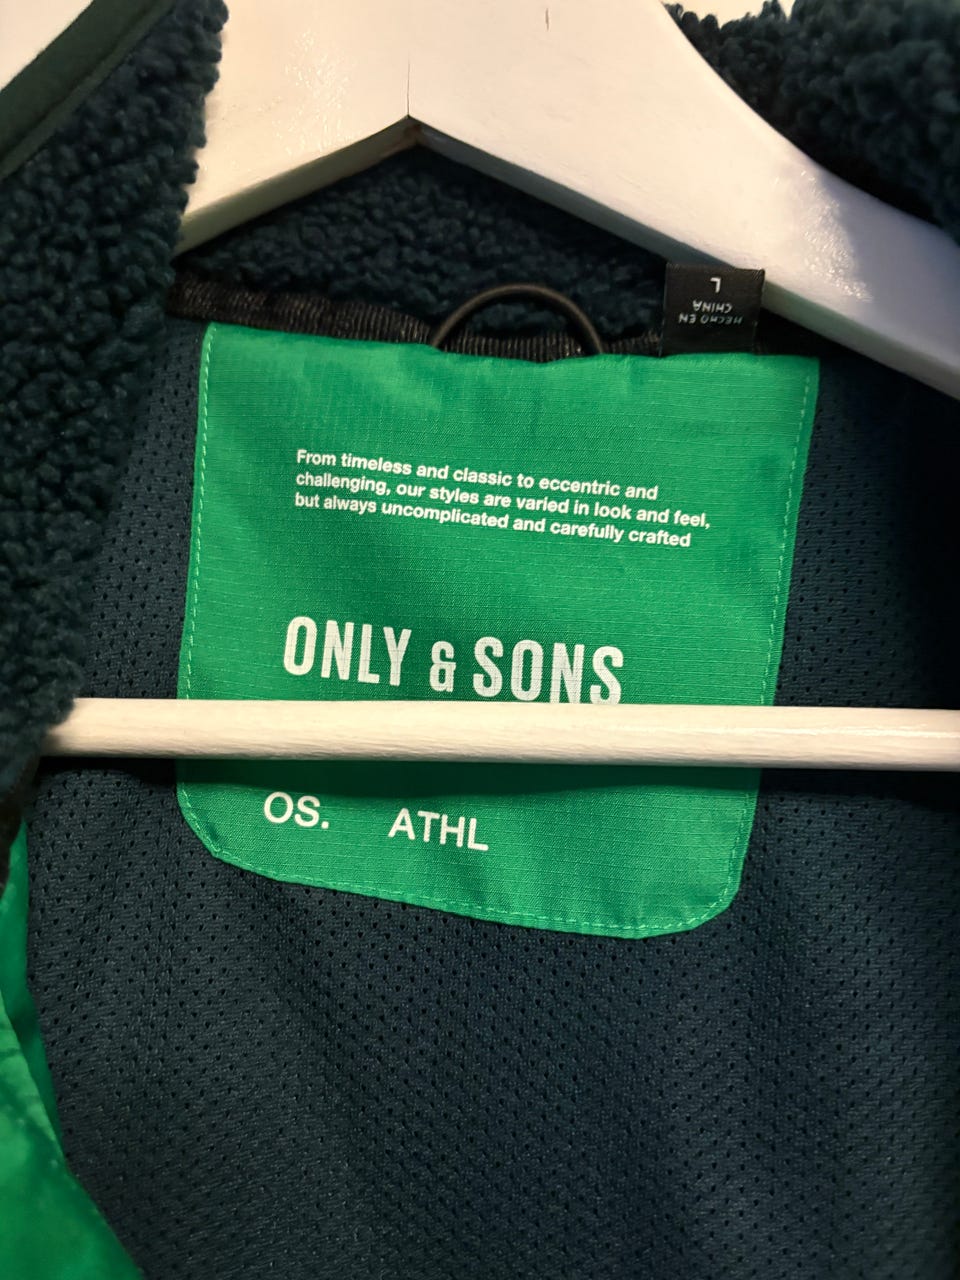 L
HECHO EN
CHINA
From timeless and classic to eccentric and
challenging, our styles are varied in look and feel,
but always uncomplicated and carefully crafted
ONLY & SONS
OS. ATHL